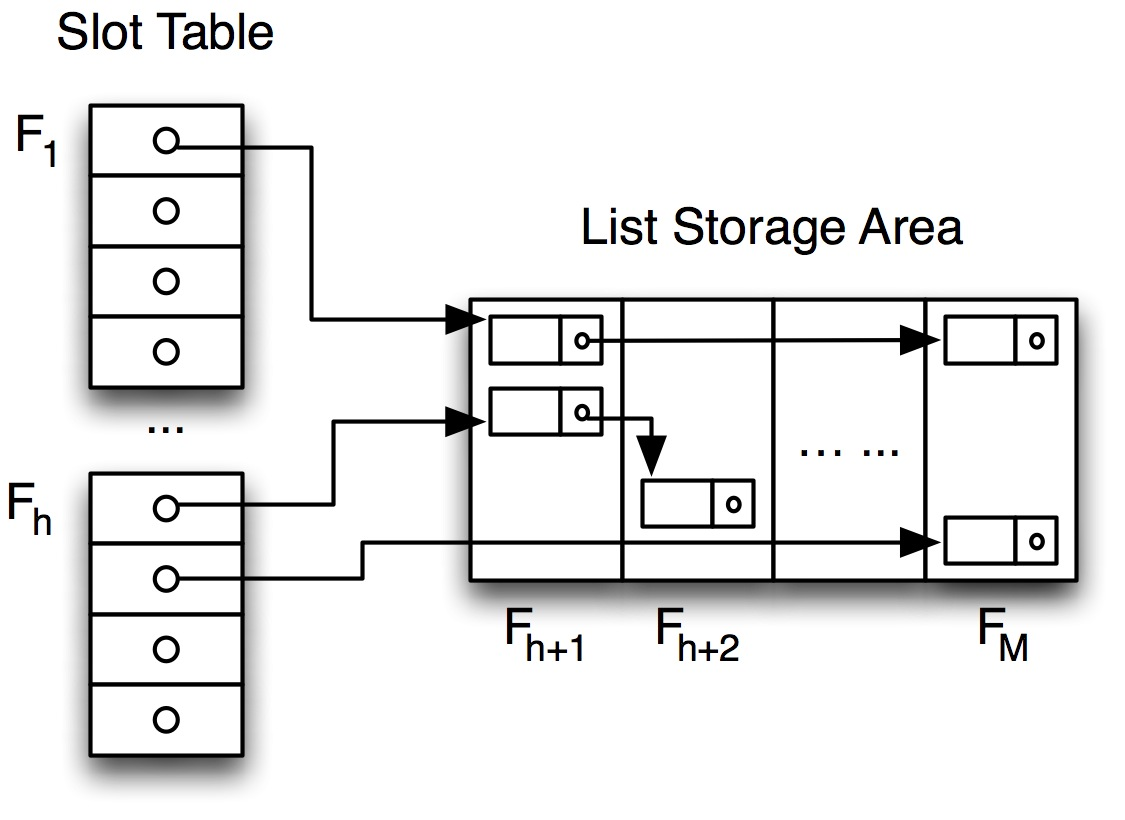 Slot Table
F1
List Storage Area
...
... ...
Fh
Fh+1 Fh+2 FM